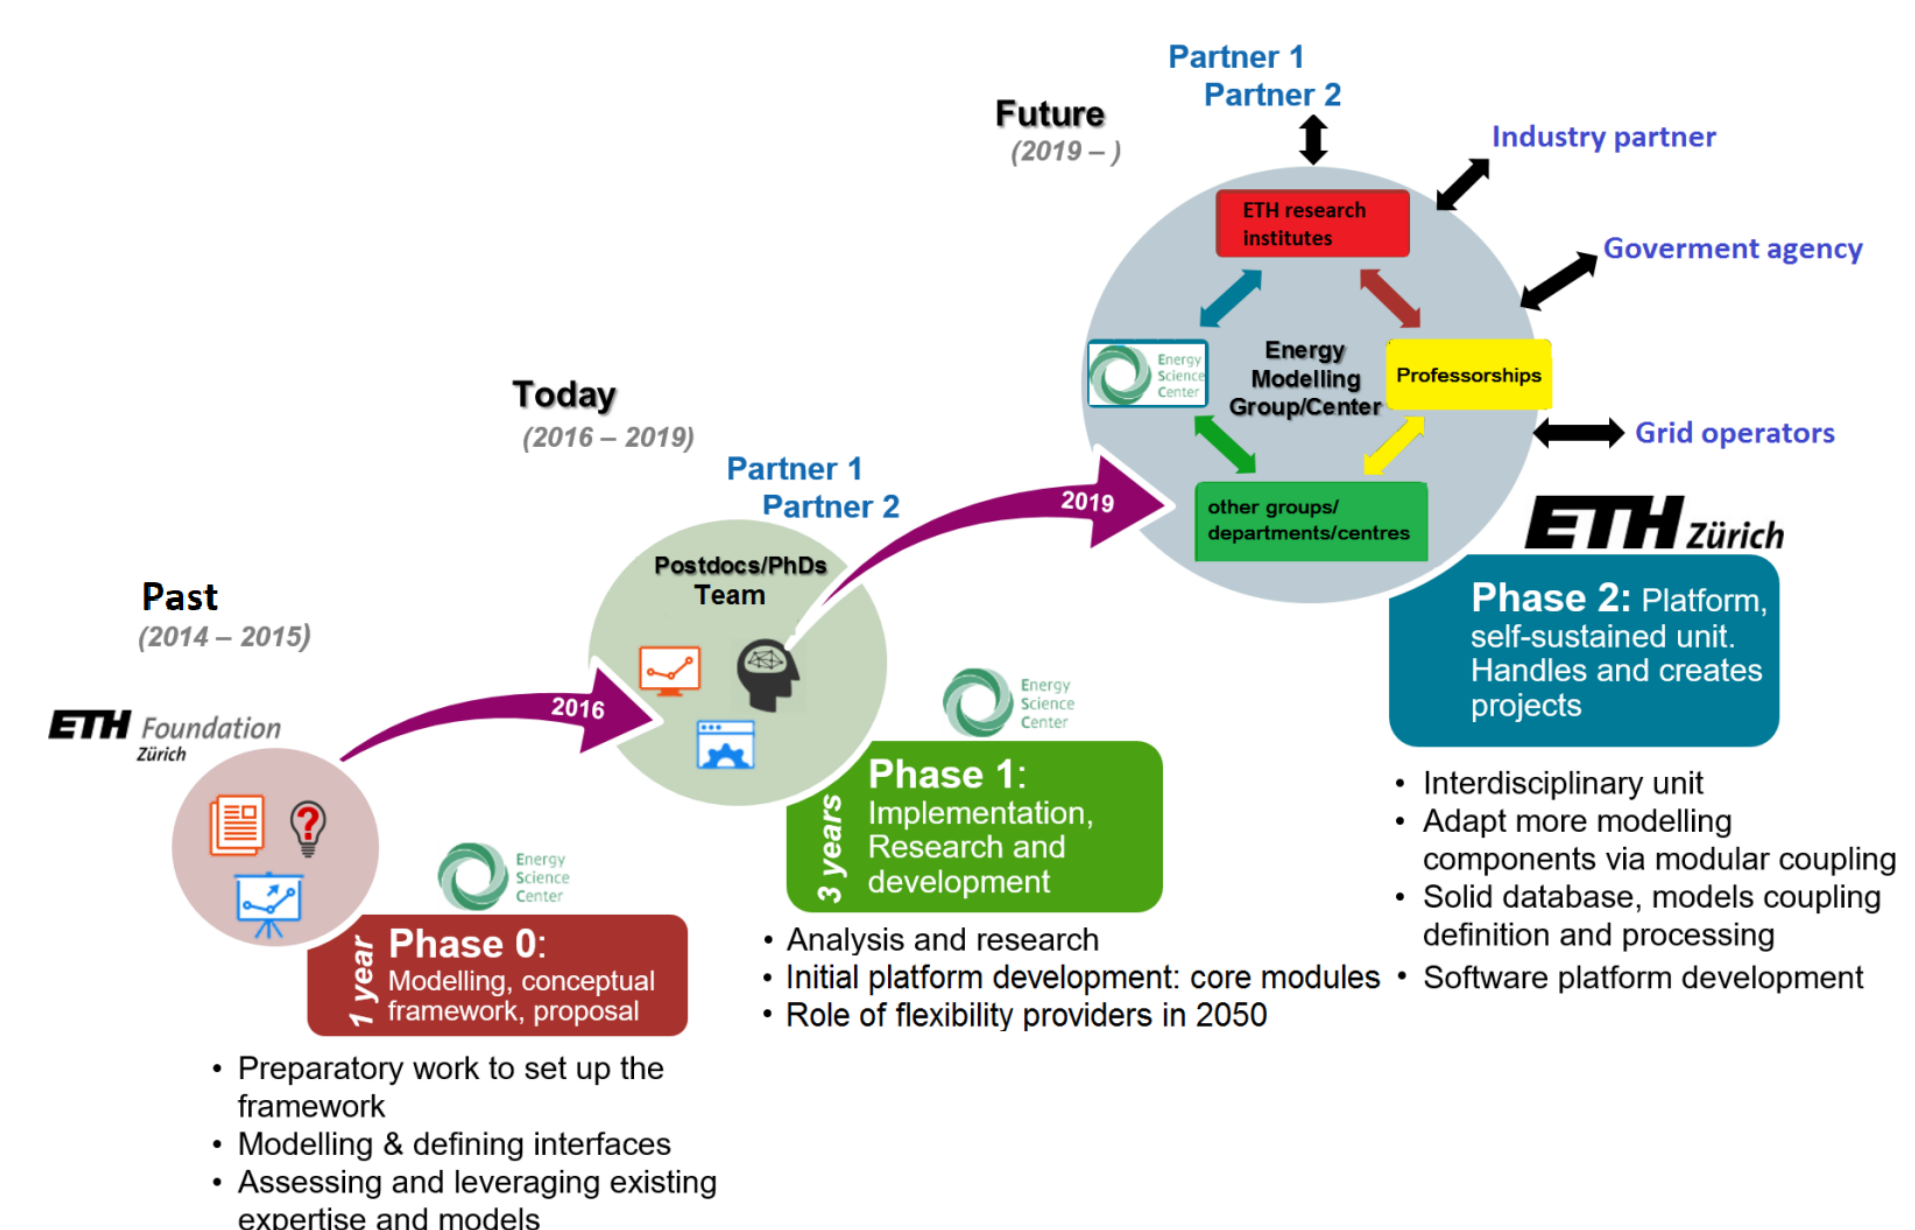 Past
(2014 – 2015)
ETH Foundation
Zürich
2016
Energy
Science
Center
1 year
Phase 0:
Modelling, conceptual
framework, proposal
• Preparatory work to set up the
framework
• Modelling & defining interfaces
• Assessing and leveraging existing
expertise and models
Today
(2016 – 2019)
Partner 1
Partner 2
Postdocs/PhDs
Team
2019
Energy
Science
Center
3 years
Phase 1:
Implementation,
Research and
development
• Analysis and research
• Initial platform development: core modules
• Role of flexibility providers in 2050
Future
(2019 – )
Partner 1
Partner 2
Industry partner
Goverment agency
Grid operators
ETH research
institutes
Energy
Science
Center
Energy
Modelling
Group/Center
Professorships
other groups/
departments/centres
ETH Zürich
Phase 2: Platform,
self-sustained unit.
Handles and creates
projects
• Interdisciplinary unit
• Adapt more modelling
components via modular coupling
• Solid database, models coupling
definition and processing
• Software platform development